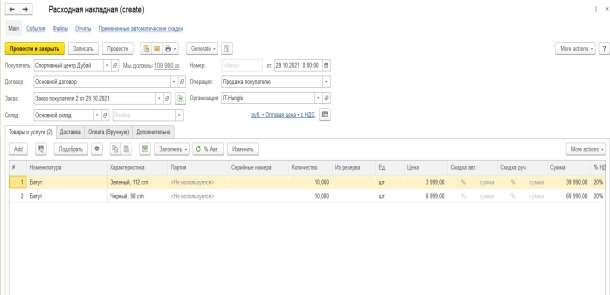 Расходная накладная (create)
Main События Файлы Отчеты Примененные автоматические скидки
Провести и закрыть Записать Провести Generate More actions ?
Покупатель: Спортивный центр Дубай Мы должны 109 980 Номер: от: 29.10.2021 0:00:00
Договор: Основной договор Операция: Продажа покупателю
Заказ: Заказ покупателя 2 от 29.10.2021 Организация: IT-Hungis
Склад: Основной склад руб. • Оптовая цена • с НДС
Товары и услуги (2) Доставка Оплата (Вручную) Дополнительно
Add Подобрать Заполнить % Авт. Изменить More actions
# Номенклатура Характеристика Партия Серийные номера Количество Из резерва Ед. Цена Скидка авт. Скидка руч. Сумма % НД
1 Батут Зеленый, 112 cm <Не используется> 10,000 шт 3 999,00 % сумма % сумма 39 990,00 20%
2 Батут Черный, 90 cm <Не используется> 10,000 шт 6 999,00 % сумма % сумма 69 990,00 20%